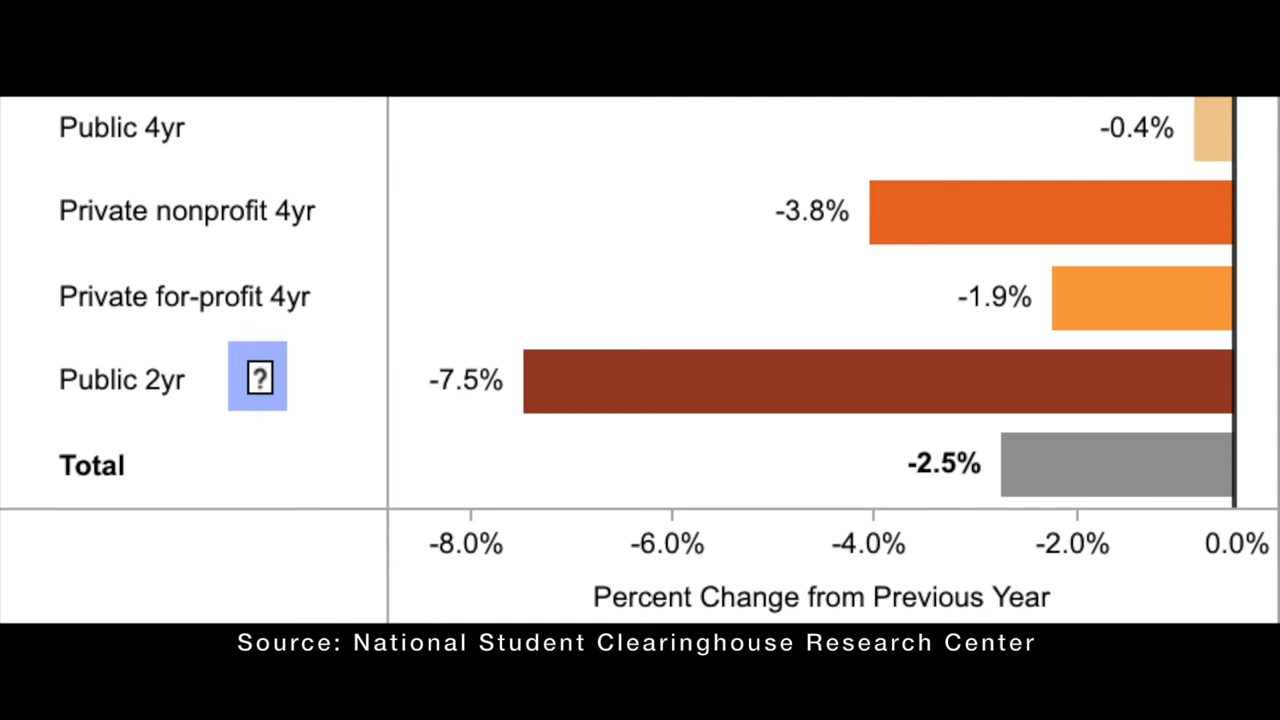 Public 4yr -0.4%
Private nonprofit 4yr -3.8%
Private for-profit 4yr -1.9%
Public 2yr ? -7.5%
Total -2.5%
-8.0% -6.0% -4.0% -2.0% 0.0%
Percent Change from Previous Year
Source: National Student Clearinghouse Research Center